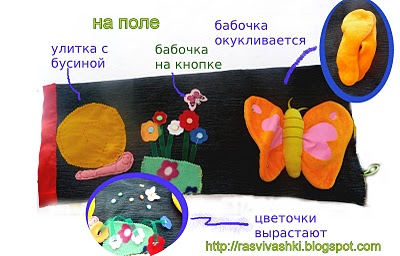 на поле
улитка с
бусиной
бабочка
на кнопке
бабочка
окукливается
цветочки
вырастают
http://rasvivashki.blogspot.com